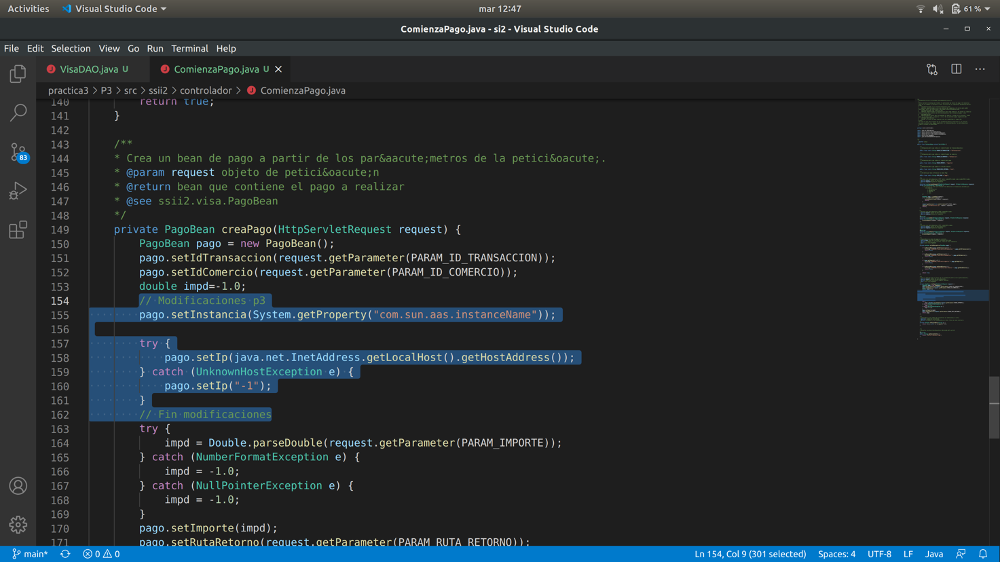 Activities Visual Studio Code mar 12:47 61 %
ComienzaPago.java - si2 - Visual Studio Code
File Edit Selection View Go Run Terminal Help
VisaDAO.java U ComienzaPago.java U
practica3 > P3 > src > ssii2 > controlador > ComienzaPago.java
83
140 return true;
141 }
142
143 /**
144 * Crea un bean de pago a partir de los par&aacute;metros de la petici&oacute;.
145 * @param request objeto de petici&oacute;n
146 * @return bean que contiene el pago a realizar
147 * @see ssii2.visa.PagoBean
148 */
149 private PagoBean creaPago(HttpServletRequest request) {
150 PagoBean pago = new PagoBean();
151 pago.setIdTransaccion(request.getParameter(PARAM_ID_TRANSACCION));
152 pago.setIdComercio(request.getParameter(PARAM_ID_COMERCIO));
153 double impd=-1.0;
154 // Modificaciones p3
155 pago.setInstancia(System.getProperty("com.sun.aas.instanceName"));
156
157 try {
158 pago.setIp(java.net.InetAddress.getLocalHost().getHostAddress());
159 } catch (UnknownHostException e) {
160 pago.setIp("-1");
161 }
162 // Fin modificaciones
163 try {
164 impd = Double.parseDouble(request.getParameter(PARAM_IMPORTE));
165 } catch (NumberFormatException e) {
166 impd = -1.0;
167 } catch (NullPointerException e) {
168 impd = -1.0;
169 }
170 pago.setImporte(impd);
171 pago.setRutaRetorno(request.getParameter(PARAM_RUTA_RETORNO));
main* 0 0 Ln 154, Col 9 (301 selected) Spaces: 4 UTF-8 LF Java